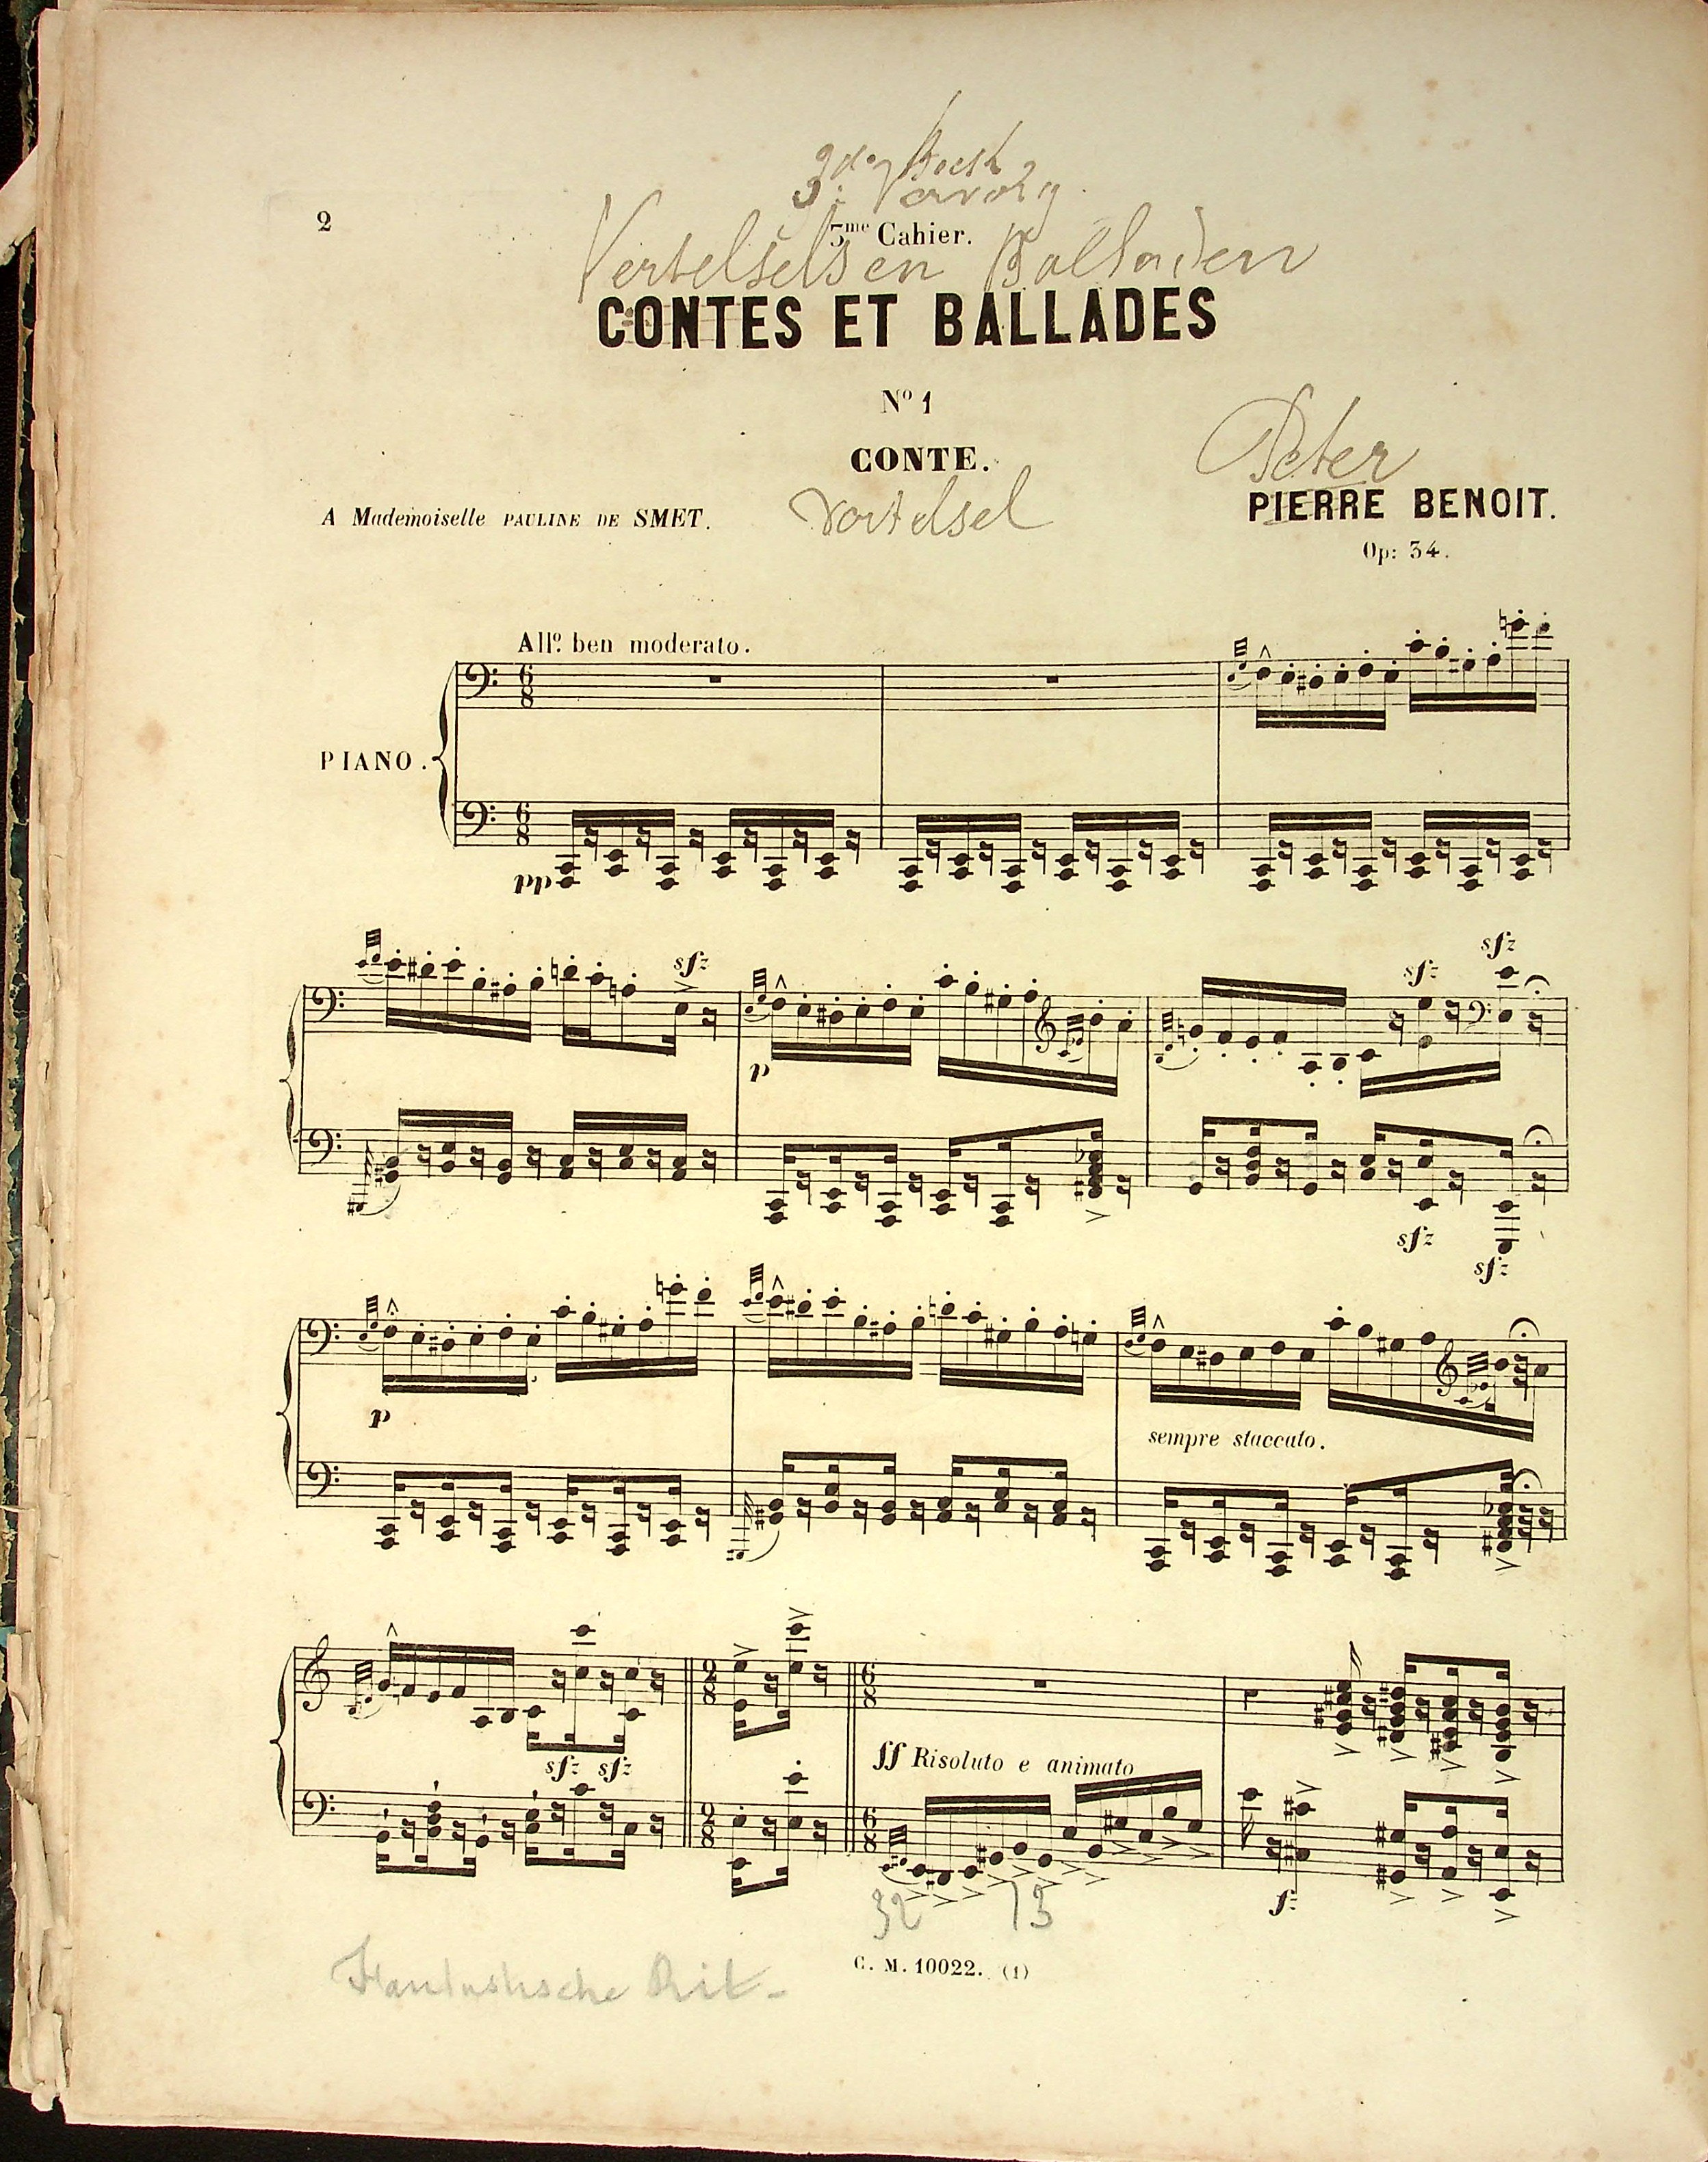 3de Boek
3e Vervolg
2
3me Cahier.
Vertelsels en Balladen
CONTES ET BALLADES
No 1
CONTE.
Peter
A Mademoiselle PAULINE DE SMET.
Vertelsel
PIERRE BENOIT.
Op: 34.
Allo. ben moderato.
PIANO.
pp
sfz
sfz
sfz
p
sfz
sfz
p
sempre staccato.
sfz sfz
ff Risoluto e animato
fz
32 13
C. M. 10022. (1)
Fantastische Rit-